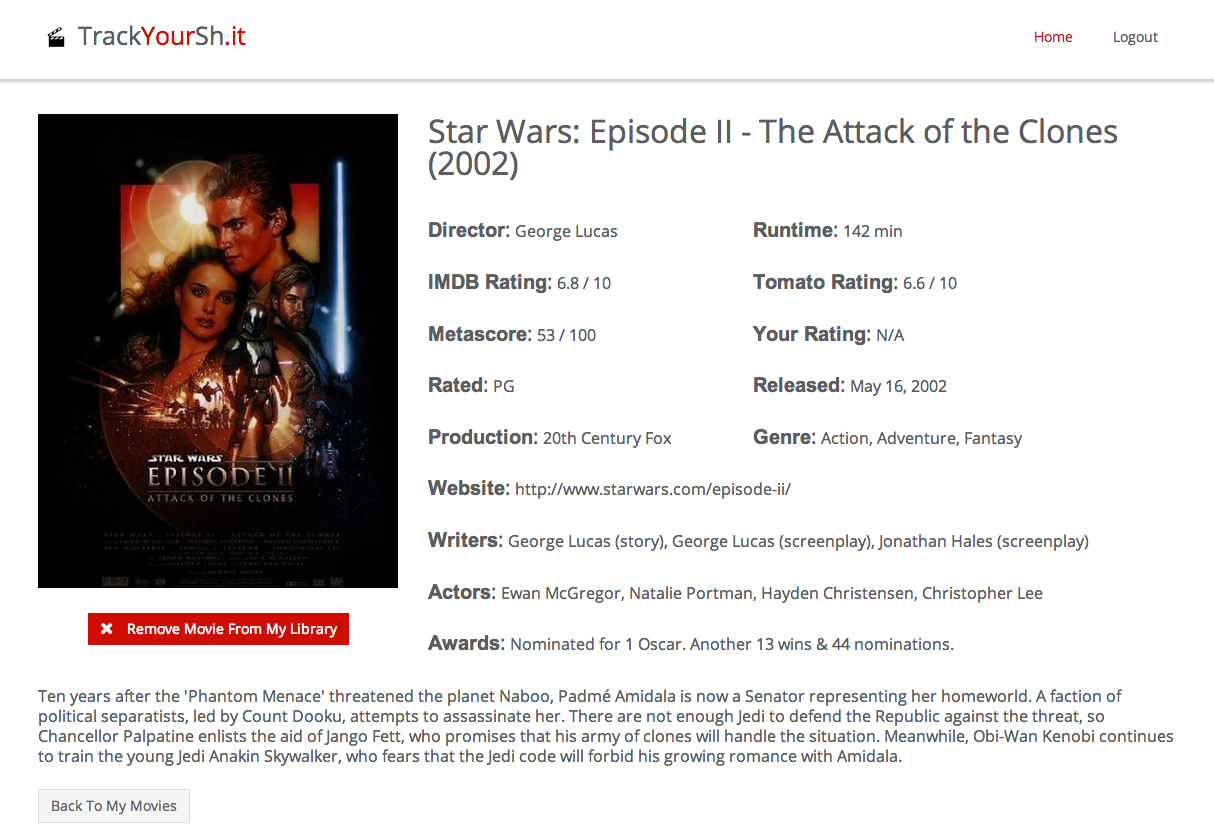 TrackYourSh.it
Home
Logout
Star Wars: Episode II - The Attack of the Clones
(2002)
Director: George Lucas
Runtime: 142 min
IMDB Rating: 6.8 / 10
Tomato Rating: 6.6 / 10
Metascore: 53 / 100
Your Rating: N/A
Rated: PG
Released: May 16, 2002
Production: 20th Century Fox
Genre: Action, Adventure, Fantasy
Website: http://www.starwars.com/episode-ii/
Writers: George Lucas (story), George Lucas (screenplay), Jonathan Hales (screenplay)
Actors: Ewan McGregor, Natalie Portman, Hayden Christensen, Christopher Lee
Awards: Nominated for 1 Oscar. Another 13 wins & 44 nominations.
STAR WARS
EPISODE II
ATTACK OF THE CLONES
Remove Movie From My Library
Ten years after the 'Phantom Menace' threatened the planet Naboo, Padmé Amidala is now a Senator representing her homeworld. A faction of
political separatists, led by Count Dooku, attempts to assassinate her. There are not enough Jedi to defend the Republic against the threat, so
Chancellor Palpatine enlists the aid of Jango Fett, who promises that his army of clones will handle the situation. Meanwhile, Obi-Wan Kenobi continues
to train the young Jedi Anakin Skywalker, who fears that the Jedi code will forbid his growing romance with Amidala.
Back To My Movies